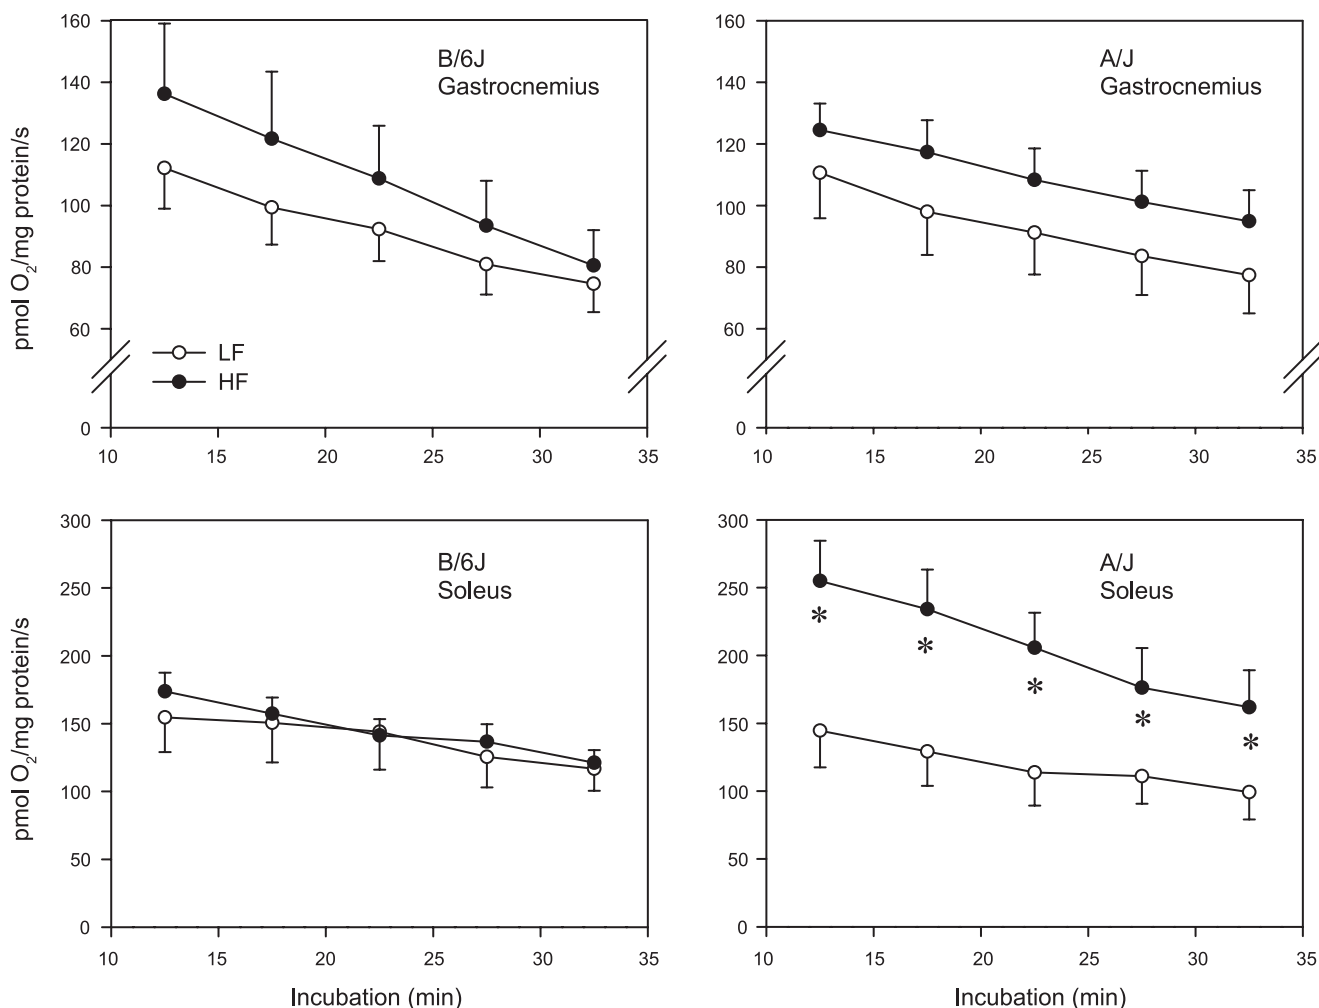 160
140
120
100
80
60
0
pmol O₂/mg protein/s
B/6J
Gastrocnemius
LF
HF
10 15 20 25 30 35
160
140
120
100
80
60
0
A/J
Gastrocnemius
10 15 20 25 30 35
300
250
200
150
100
50
0
pmol O₂/mg protein/s
B/6J
Soleus
10 15 20 25 30 35
Incubation (min)
300
250
200
150
100
50
0
A/J
Soleus
*
*
*
*
*
10 15 20 25 30 35
Incubation (min)